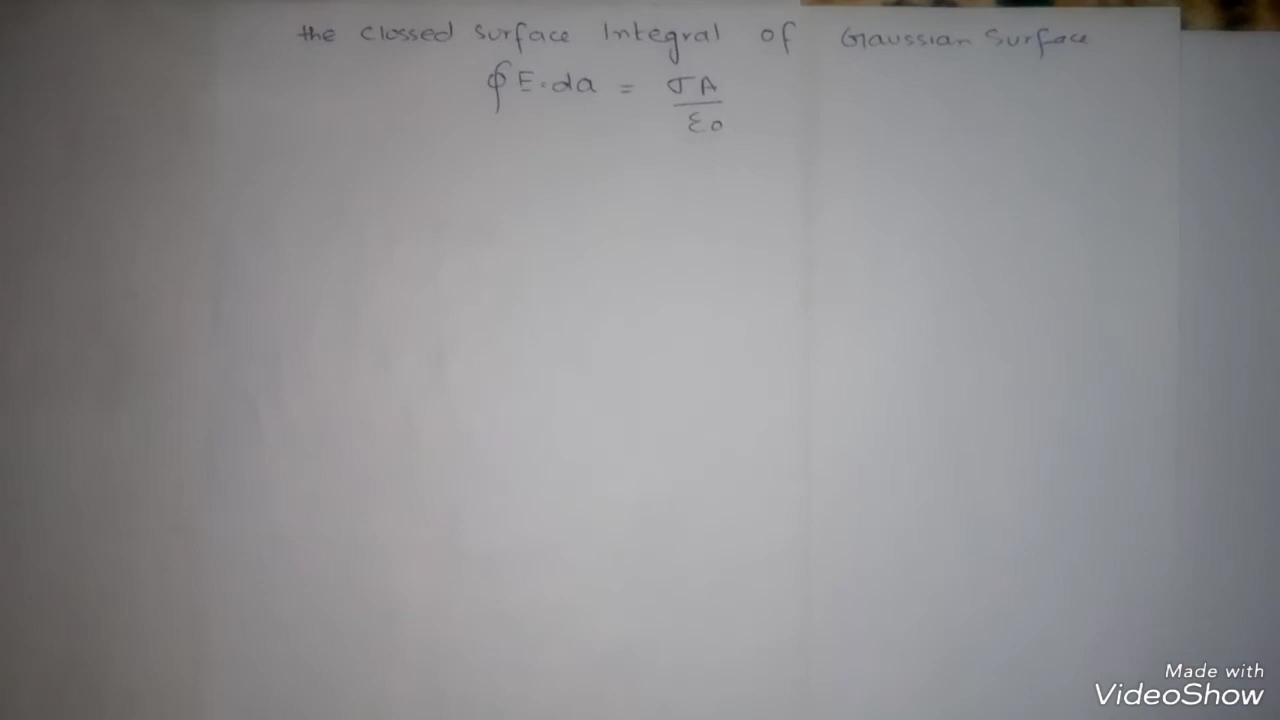 the clossed surface Integral of Gaussian Surface
∮ E·da = σA / ε0
Made with
VideoShow